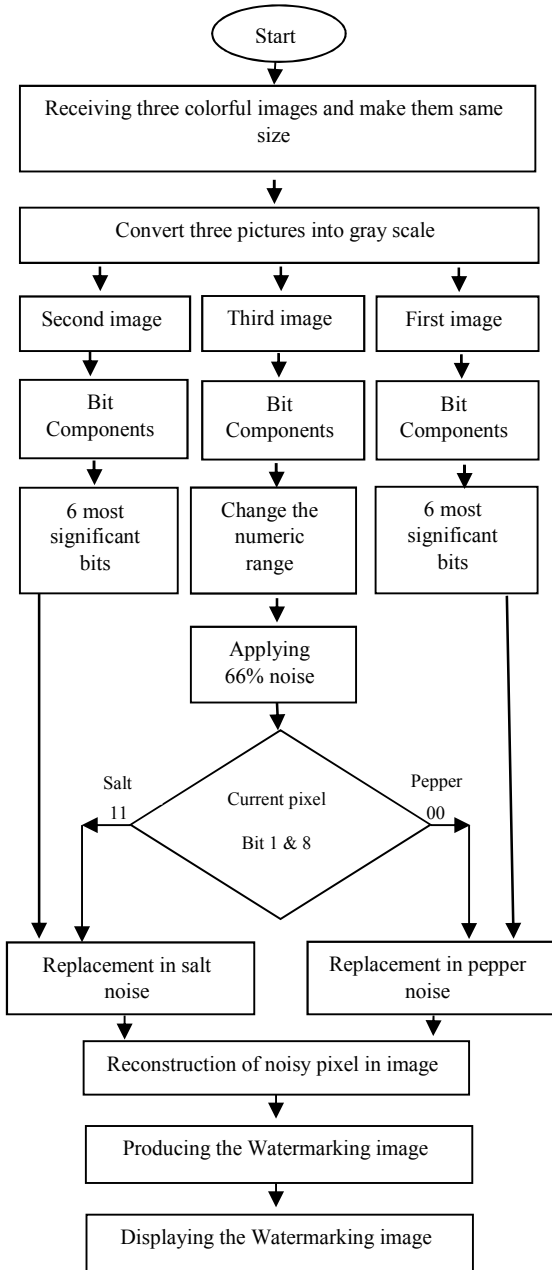 Start
Receiving three colorful images and make them same
size
Convert three pictures into gray scale
Second image
Third image
First image
Bit
Components
Bit
Components
Bit
Components
6 most
significant
bits
Change the
numeric
range
6 most
significant
bits
Applying
66% noise
Salt
11
Current pixel
Bit 1 & 8
Pepper
00
Replacement in salt
noise
Replacement in pepper
noise
Reconstruction of noisy pixel in image
Producing the Watermarking image
Displaying the Watermarking image